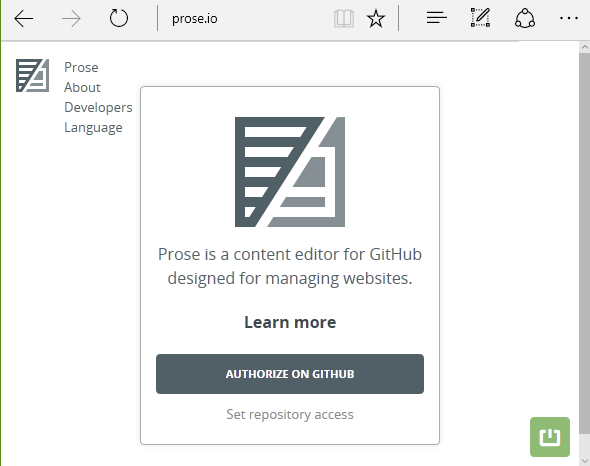 prose.io
Prose
About
Developers
Language
Prose is a content editor for GitHub
designed for managing websites.
Learn more
AUTHORIZE ON GITHUB
Set repository access